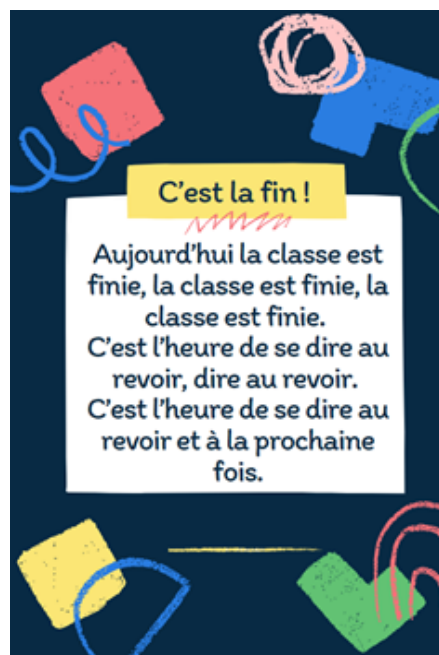 C'est la fin !
Aujourd'hui la classe est
finie, la classe est finie, la
classe est finie.
C'est l'heure de se dire au
revoir, dire au revoir.
C'est l'heure de se dire au
revoir et à la prochaine
fois.